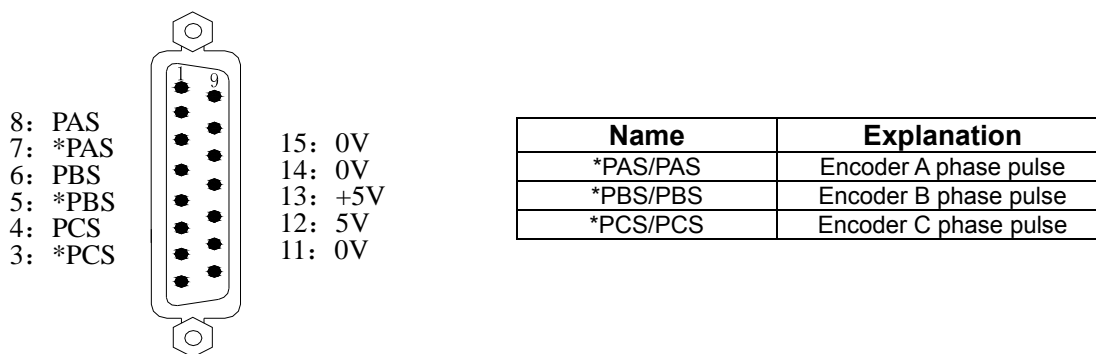 1 9
8: PAS
7: *PAS
6: PBS
5: *PBS
4: PCS
3: *PCS
15: 0V
14: 0V
13: +5V
12: 5V
11: 0V
Name Explanation
*PAS/PAS Encoder A phase pulse
*PBS/PBS Encoder B phase pulse
*PCS/PCS Encoder C phase pulse